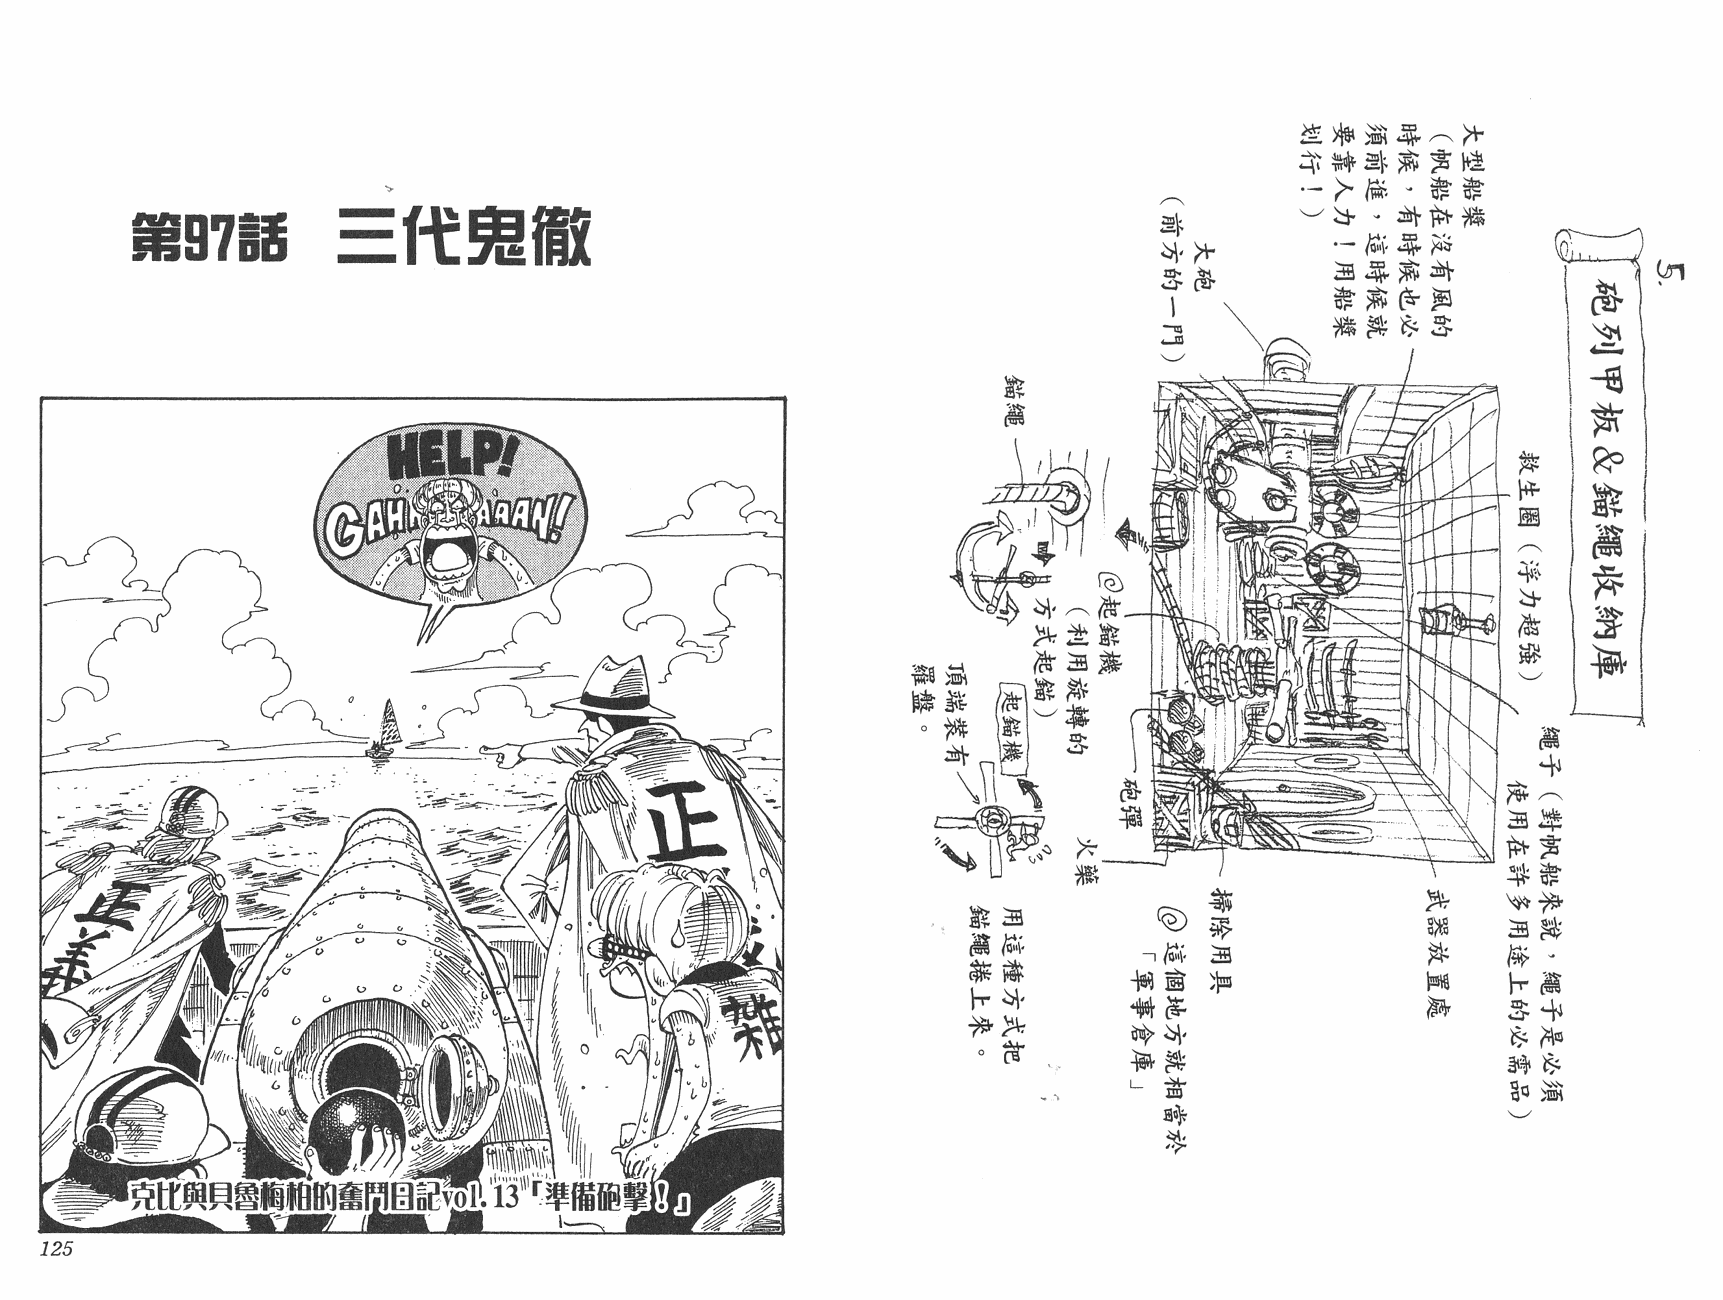 5.
砲列甲板&錨繩收納庫
大型船槳
(帆船在沒有風的
時候，有時候也必
須前進，這時候就
要靠人力！用船槳
划行！)
大砲
(前方的一門)
救生圈(浮力超強)
繩子(對帆船來說，繩子是必須
使用在許多用途上的必需品)
武器放置處
掃除用具
@這個地方就相當於
「軍事倉庫」
砲彈
火藥
錨繩
@起錨機
(利用旋轉的
方式起錨)
起錨機
頂端裝有
羅盤。
用這種方式把
錨繩捲上來。
第97話 三代鬼徹
HELP!
GAHAAAAAN!
正
正義
雜
克比與貝魯梅柏的奮鬥日記vol.13「準備砲擊！」
125